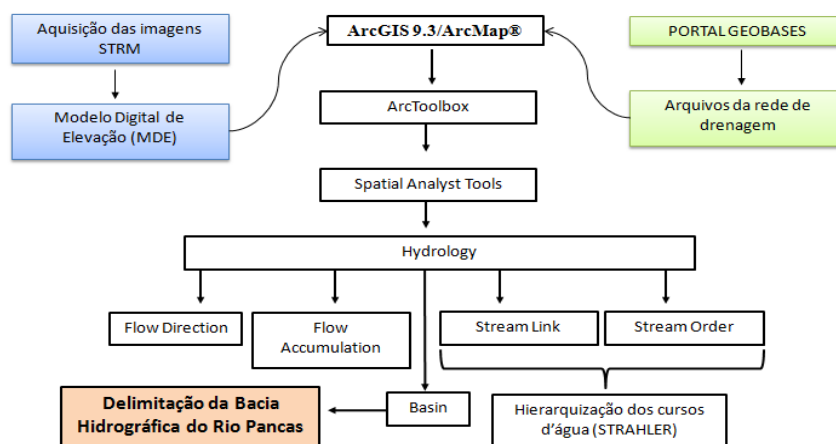 Aquisição das imagens
STRM
ArcGIS 9.3/ArcMap®
PORTAL GEOBASES
Modelo Digital de
Elevação (MDE)
ArcToolbox
Arquivos da rede de
drenagem
Spatial Analyst Tools
Hydrology
Flow Direction
Flow
Accumulation
Stream Link
Stream Order
Delimitação da Bacia
Hidrográfica do Rio Pancas
Basin
Hierarquização dos cursos
d'água (STRAHLER)